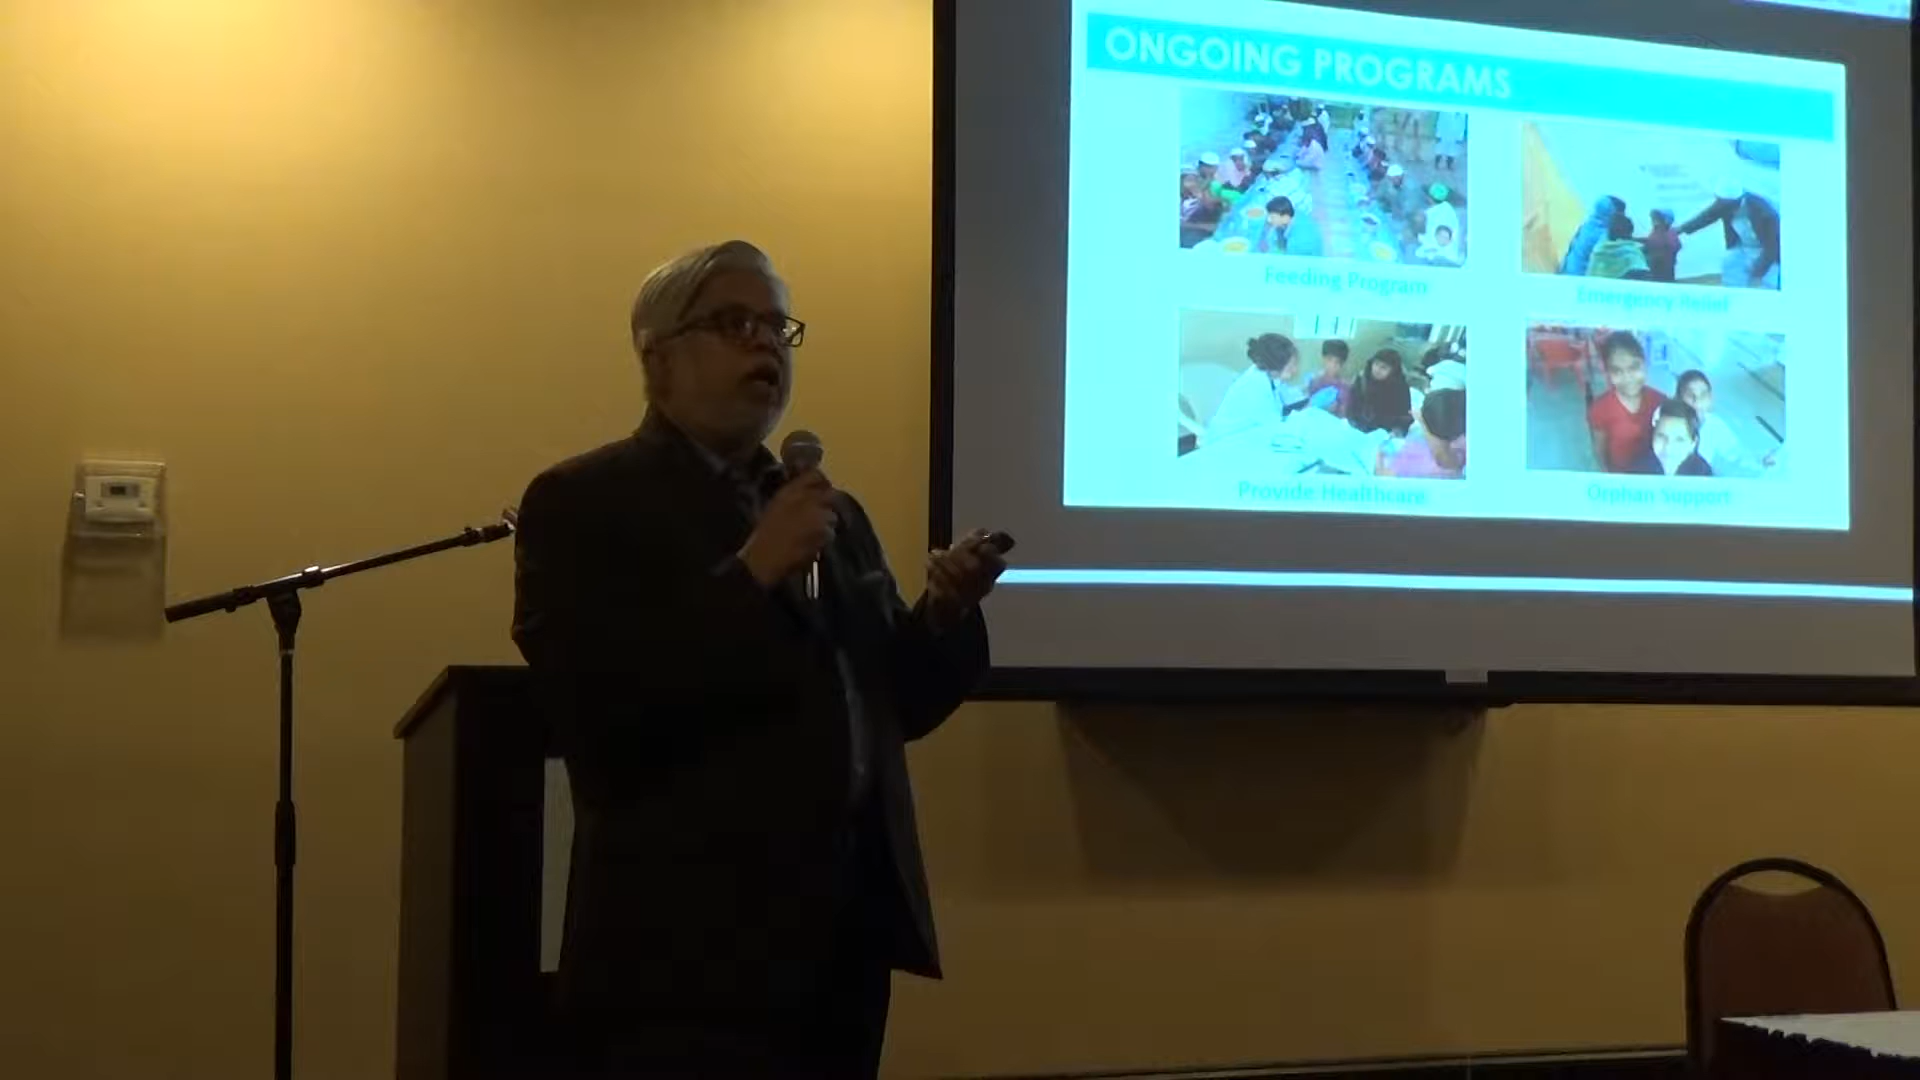 ONGOING PROGRAMS
Feeding Program
Emergency Relief
Provide Healthcare
Orphan Support